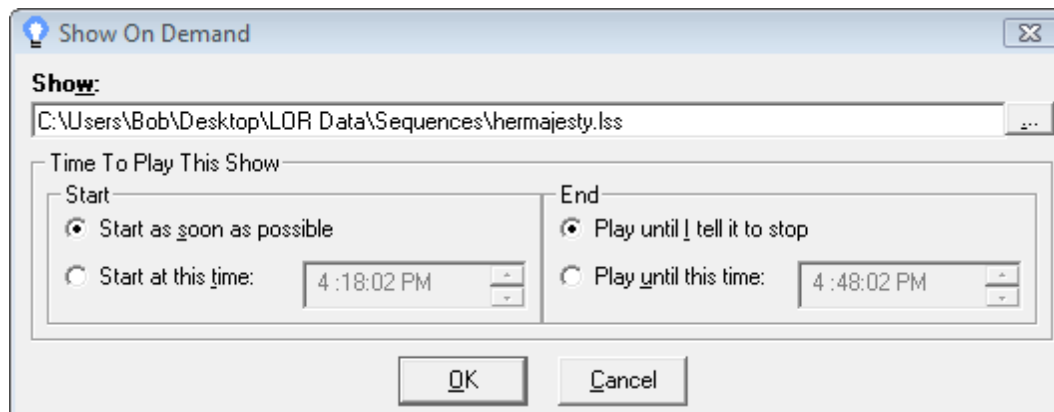 Show On Demand
Show:
C:\Users\Bob\Desktop\LOR Data\Sequences\hermajesty.lss
...
Time To Play This Show
Start
Start as soon as possible
Start at this time:
4 :18:02 PM
End
Play until I tell it to stop
Play until this time:
4 :48:02 PM
OK
Cancel